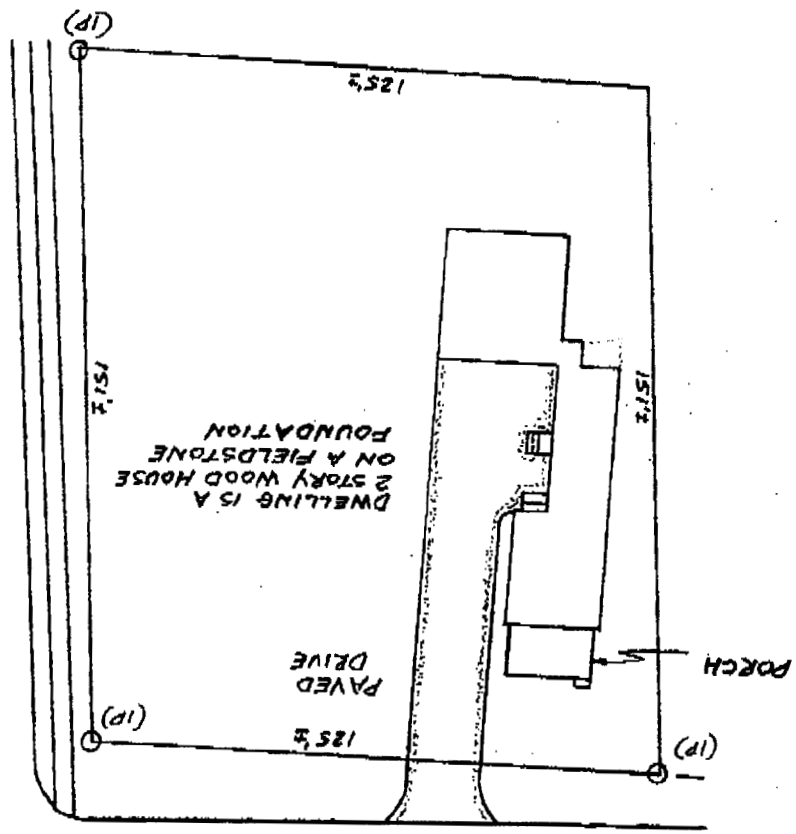 (IP)
125'±
(IP)
PORCH
PAVED
DRIVE
DWELLING IS A
2 STORY WOOD HOUSE
ON A FIELDSTONE
FOUNDATION
151'±
151'±
125'±
(IP)